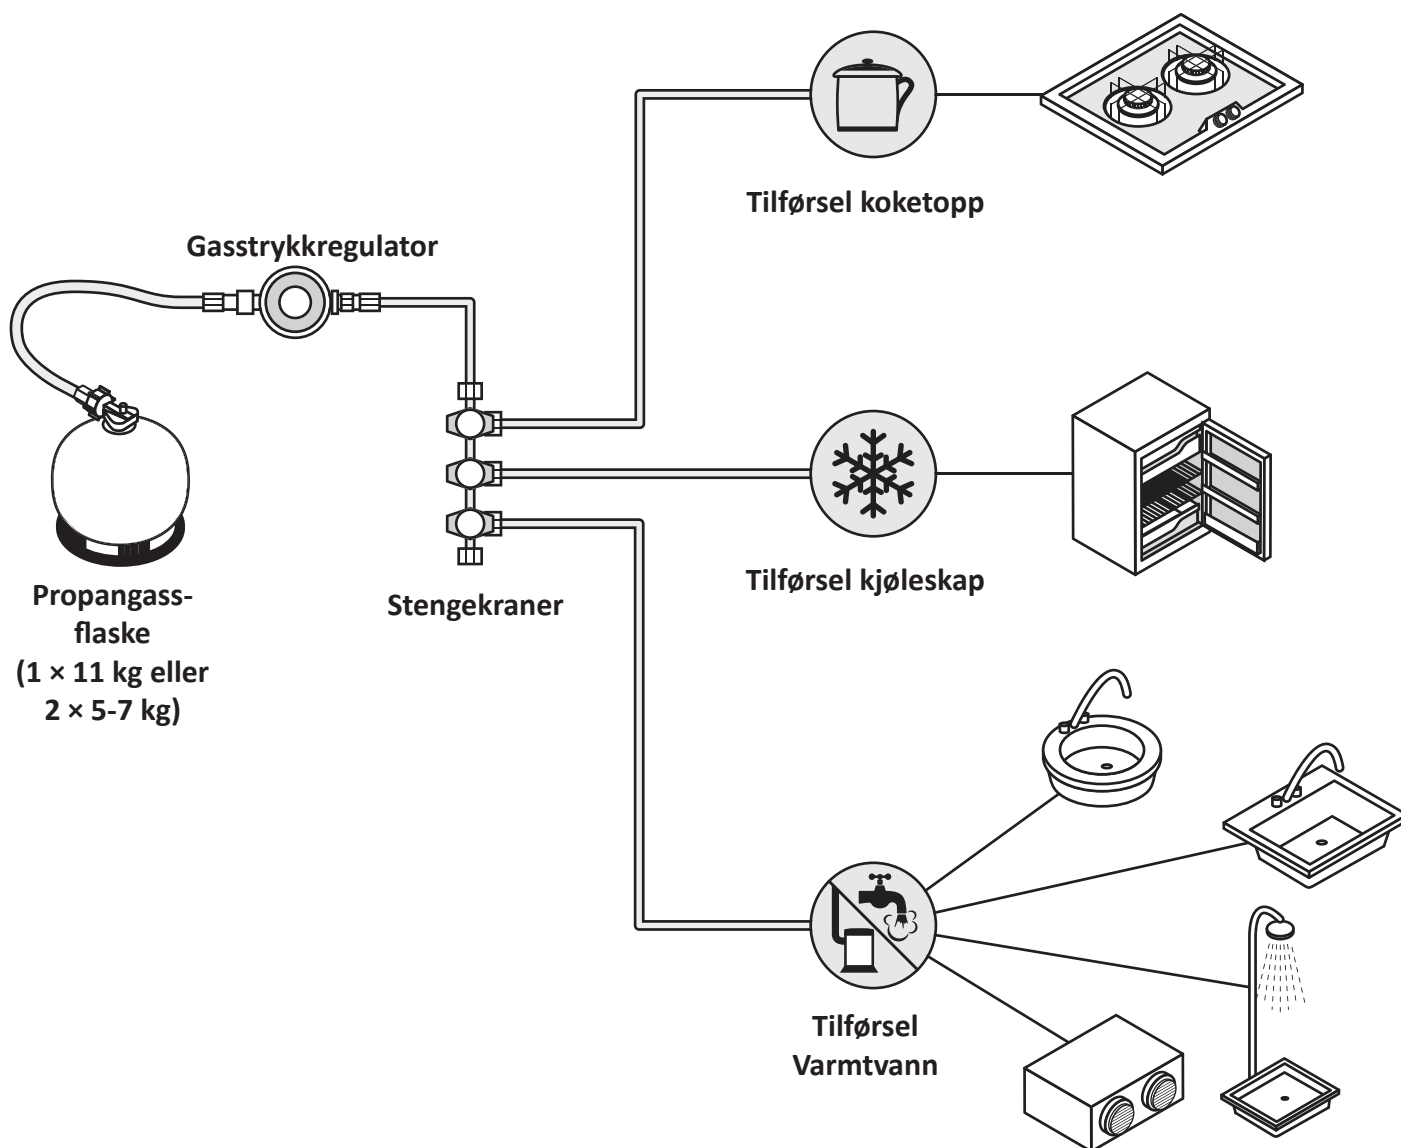 Tilførsel koketopp
Gasstrykkregulator
Tilførsel kjøleskap
Stengekraner
Propangass-
flaske
(1 × 11 kg eller
2 × 5-7 kg)
Tilførsel
Varmtvann